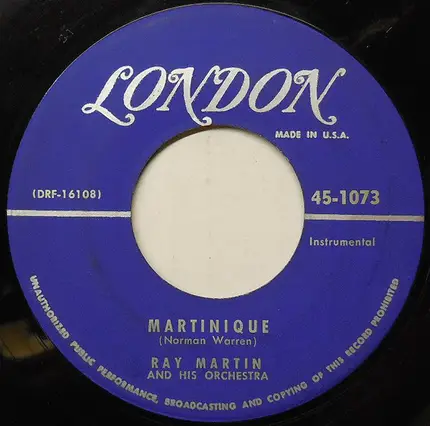 LONDON
MADE IN U.S.A.
(DRF-16108)
45-1073
Instrumental
MARTINIQUE
(Norman Warren)
RAY MARTIN
AND HIS ORCHESTRA
UNAUTHORIZED PUBLIC PERFORMANCE, BROADCASTING AND COPYING OF THIS RECORD PROHIBITED